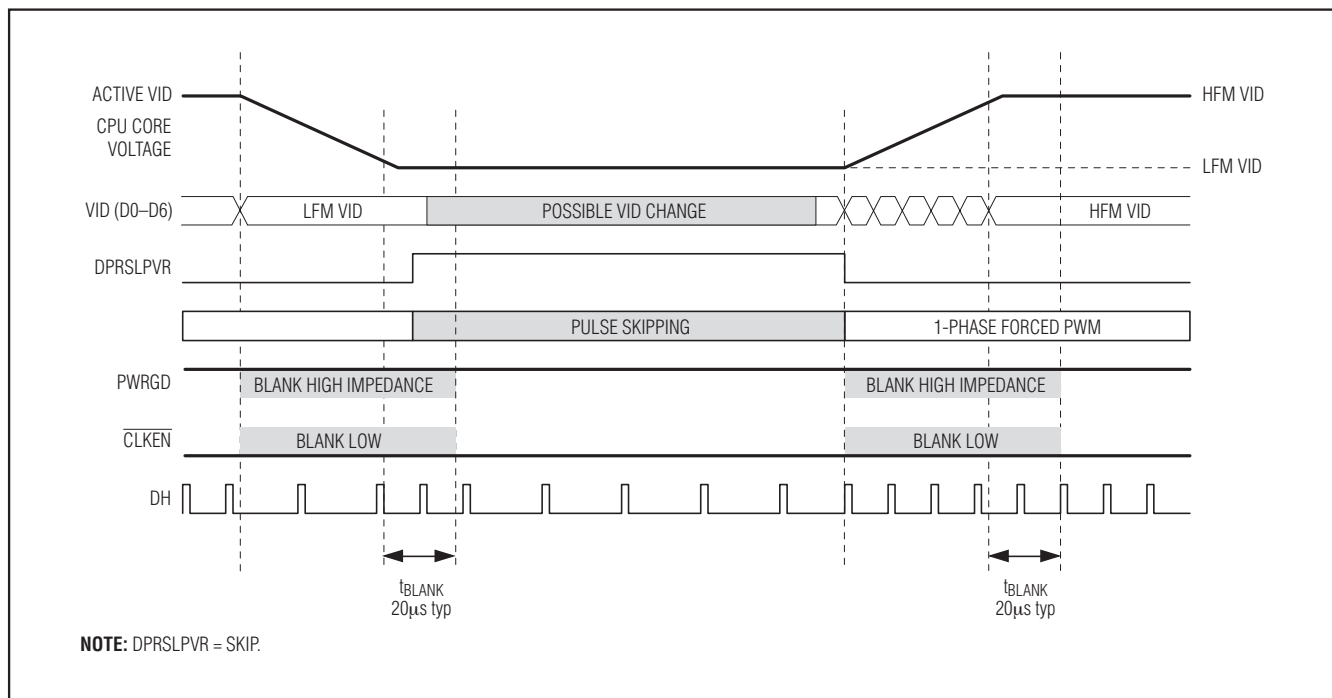 ACTIVE VID
HFM VID
CPU CORE
VOLTAGE
LFM VID
VID (D0–D6)
LFM VID
POSSIBLE VID CHANGE
HFM VID
DPRSLPVR
PULSE SKIPPING
1-PHASE FORCED PWM
PWRGD
BLANK HIGH IMPEDANCE
BLANK HIGH IMPEDANCE
CLKEN
BLANK LOW
BLANK LOW
DH
tBLANK
20µs typ
tBLANK
20µs typ
NOTE: DPRSLPVR = SKIP.